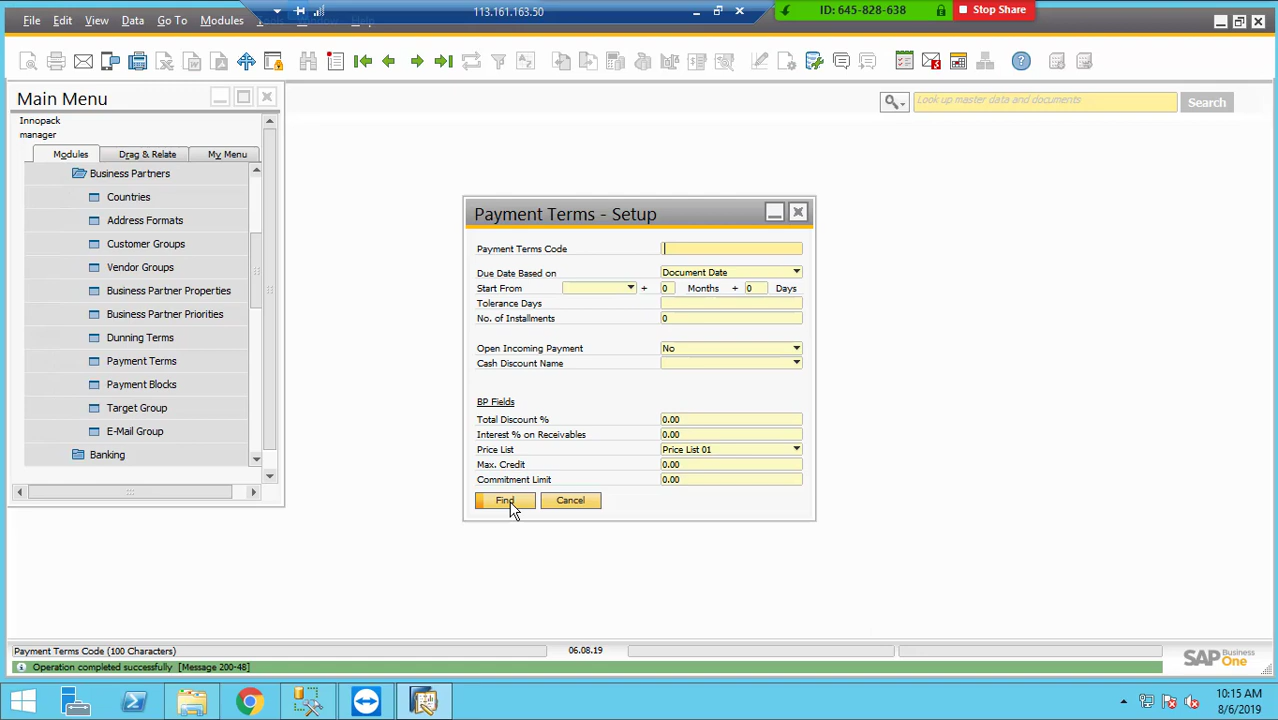 113.161.163.50
ID: 645-828-638
Stop Share
File Edit View Data Go To Modules Tools Window Help
Main Menu
Innopack
manager
Modules Drag & Relate My Menu
Business Partners
Countries
Address Formats
Customer Groups
Vendor Groups
Business Partner Properties
Business Partner Priorities
Dunning Terms
Payment Terms
Payment Blocks
Target Group
E-Mail Group
Banking
Look up master data and documents
Search
Payment Terms - Setup
Payment Terms Code
Due Date Based on Document Date
Start From + 0 Months + 0 Days
Tolerance Days
No. of Installments 0
Open Incoming Payment No
Cash Discount Name
BP Fields
Total Discount % 0.00
Interest % on Receivables 0.00
Price List Price List 01
Max. Credit 0.00
Commitment Limit 0.00
Find Cancel
Payment Terms Code (100 Characters) 06.08.19
Operation completed successfully [Message 200-48]
SAP Business One
10:15 AM
8/6/2019